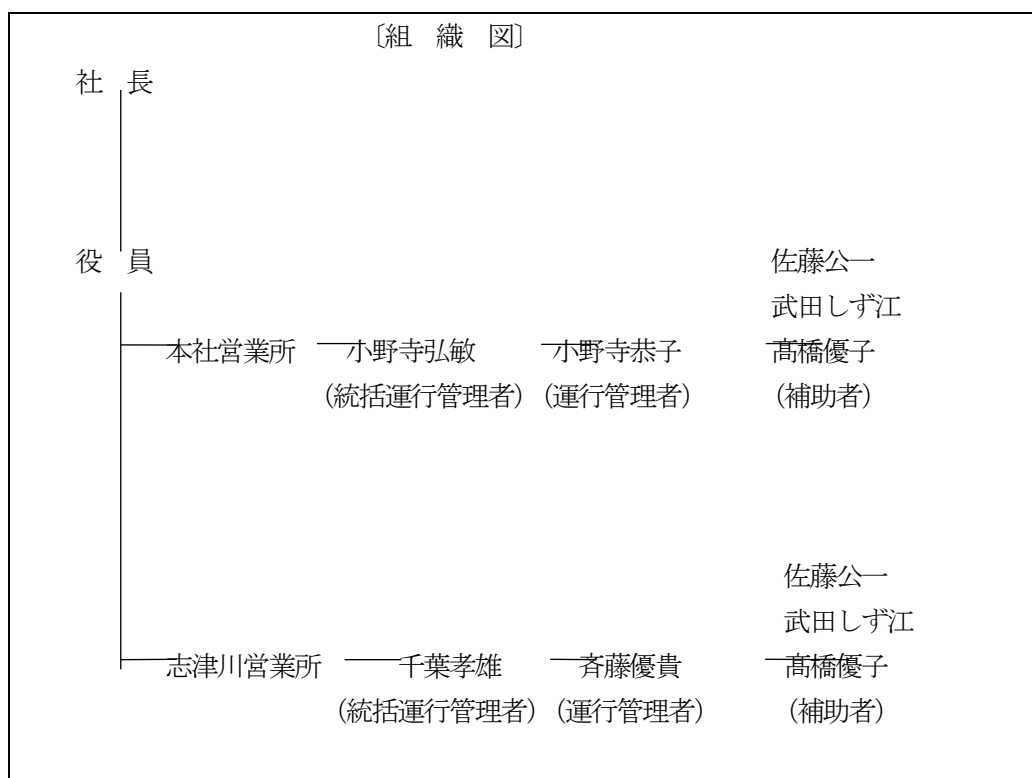 〔組　織　図〕
社　長
役　員
佐藤公一
武田しず江
本社営業所　小野寺弘敏　小野寺恭子　髙橋優子
(統括運行管理者)　(運行管理者)　(補助者)
佐藤公一
武田しず江
志津川営業所　千葉孝雄　斉藤優貴　髙橋優子
(統括運行管理者)　(運行管理者)　(補助者)